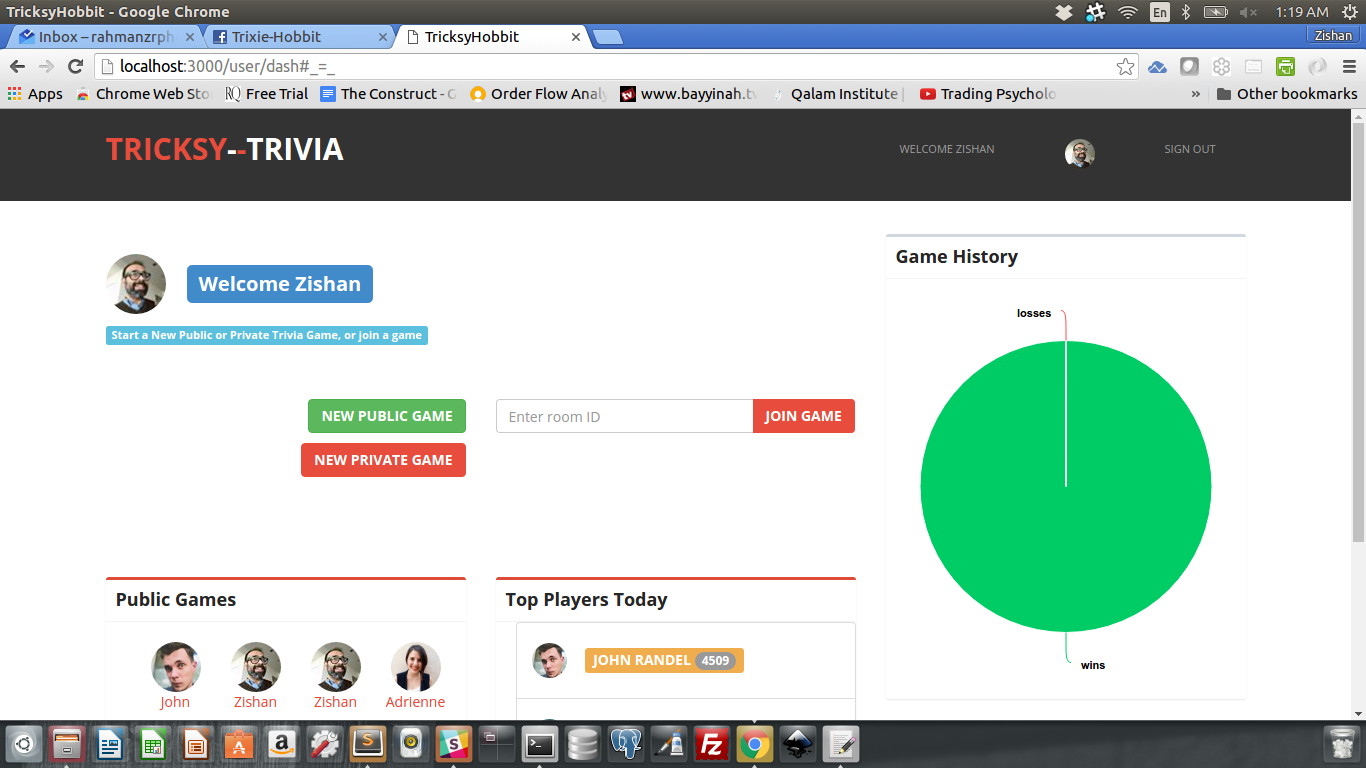 TricksyHobbit - Google Chrome
En
1:19 AM
Inbox – rahmanzrph
Trixie-Hobbit
TricksyHobbit
Zishan
localhost:3000/user/dash#_=_
Apps
Chrome Web Sto
Free Trial
The Construct - G
Order Flow Analy
www.bayyinah.tv
Qalam Institute |
Trading Psycholo
»
Other bookmarks
TRICKSY--TRIVIA
WELCOME ZISHAN
SIGN OUT
Welcome Zishan
Start a New Public or Private Trivia Game, or join a game
NEW PUBLIC GAME
Enter room ID
JOIN GAME
NEW PRIVATE GAME
Game History
losses
wins
Public Games
John
Zishan
Zishan
Adrienne
Top Players Today
JOHN RANDEL 4509